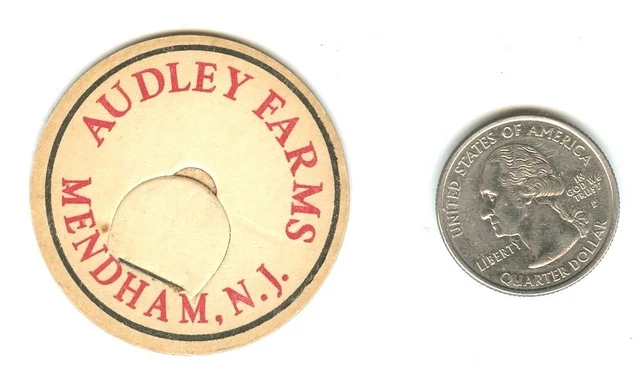 AUDLEY FARMS
MENDHAM, N.J.
UNITED STATES OF AMERICA
LIBERTY
IN
GOD WE
TRUST
P
QUARTER DOLLAR